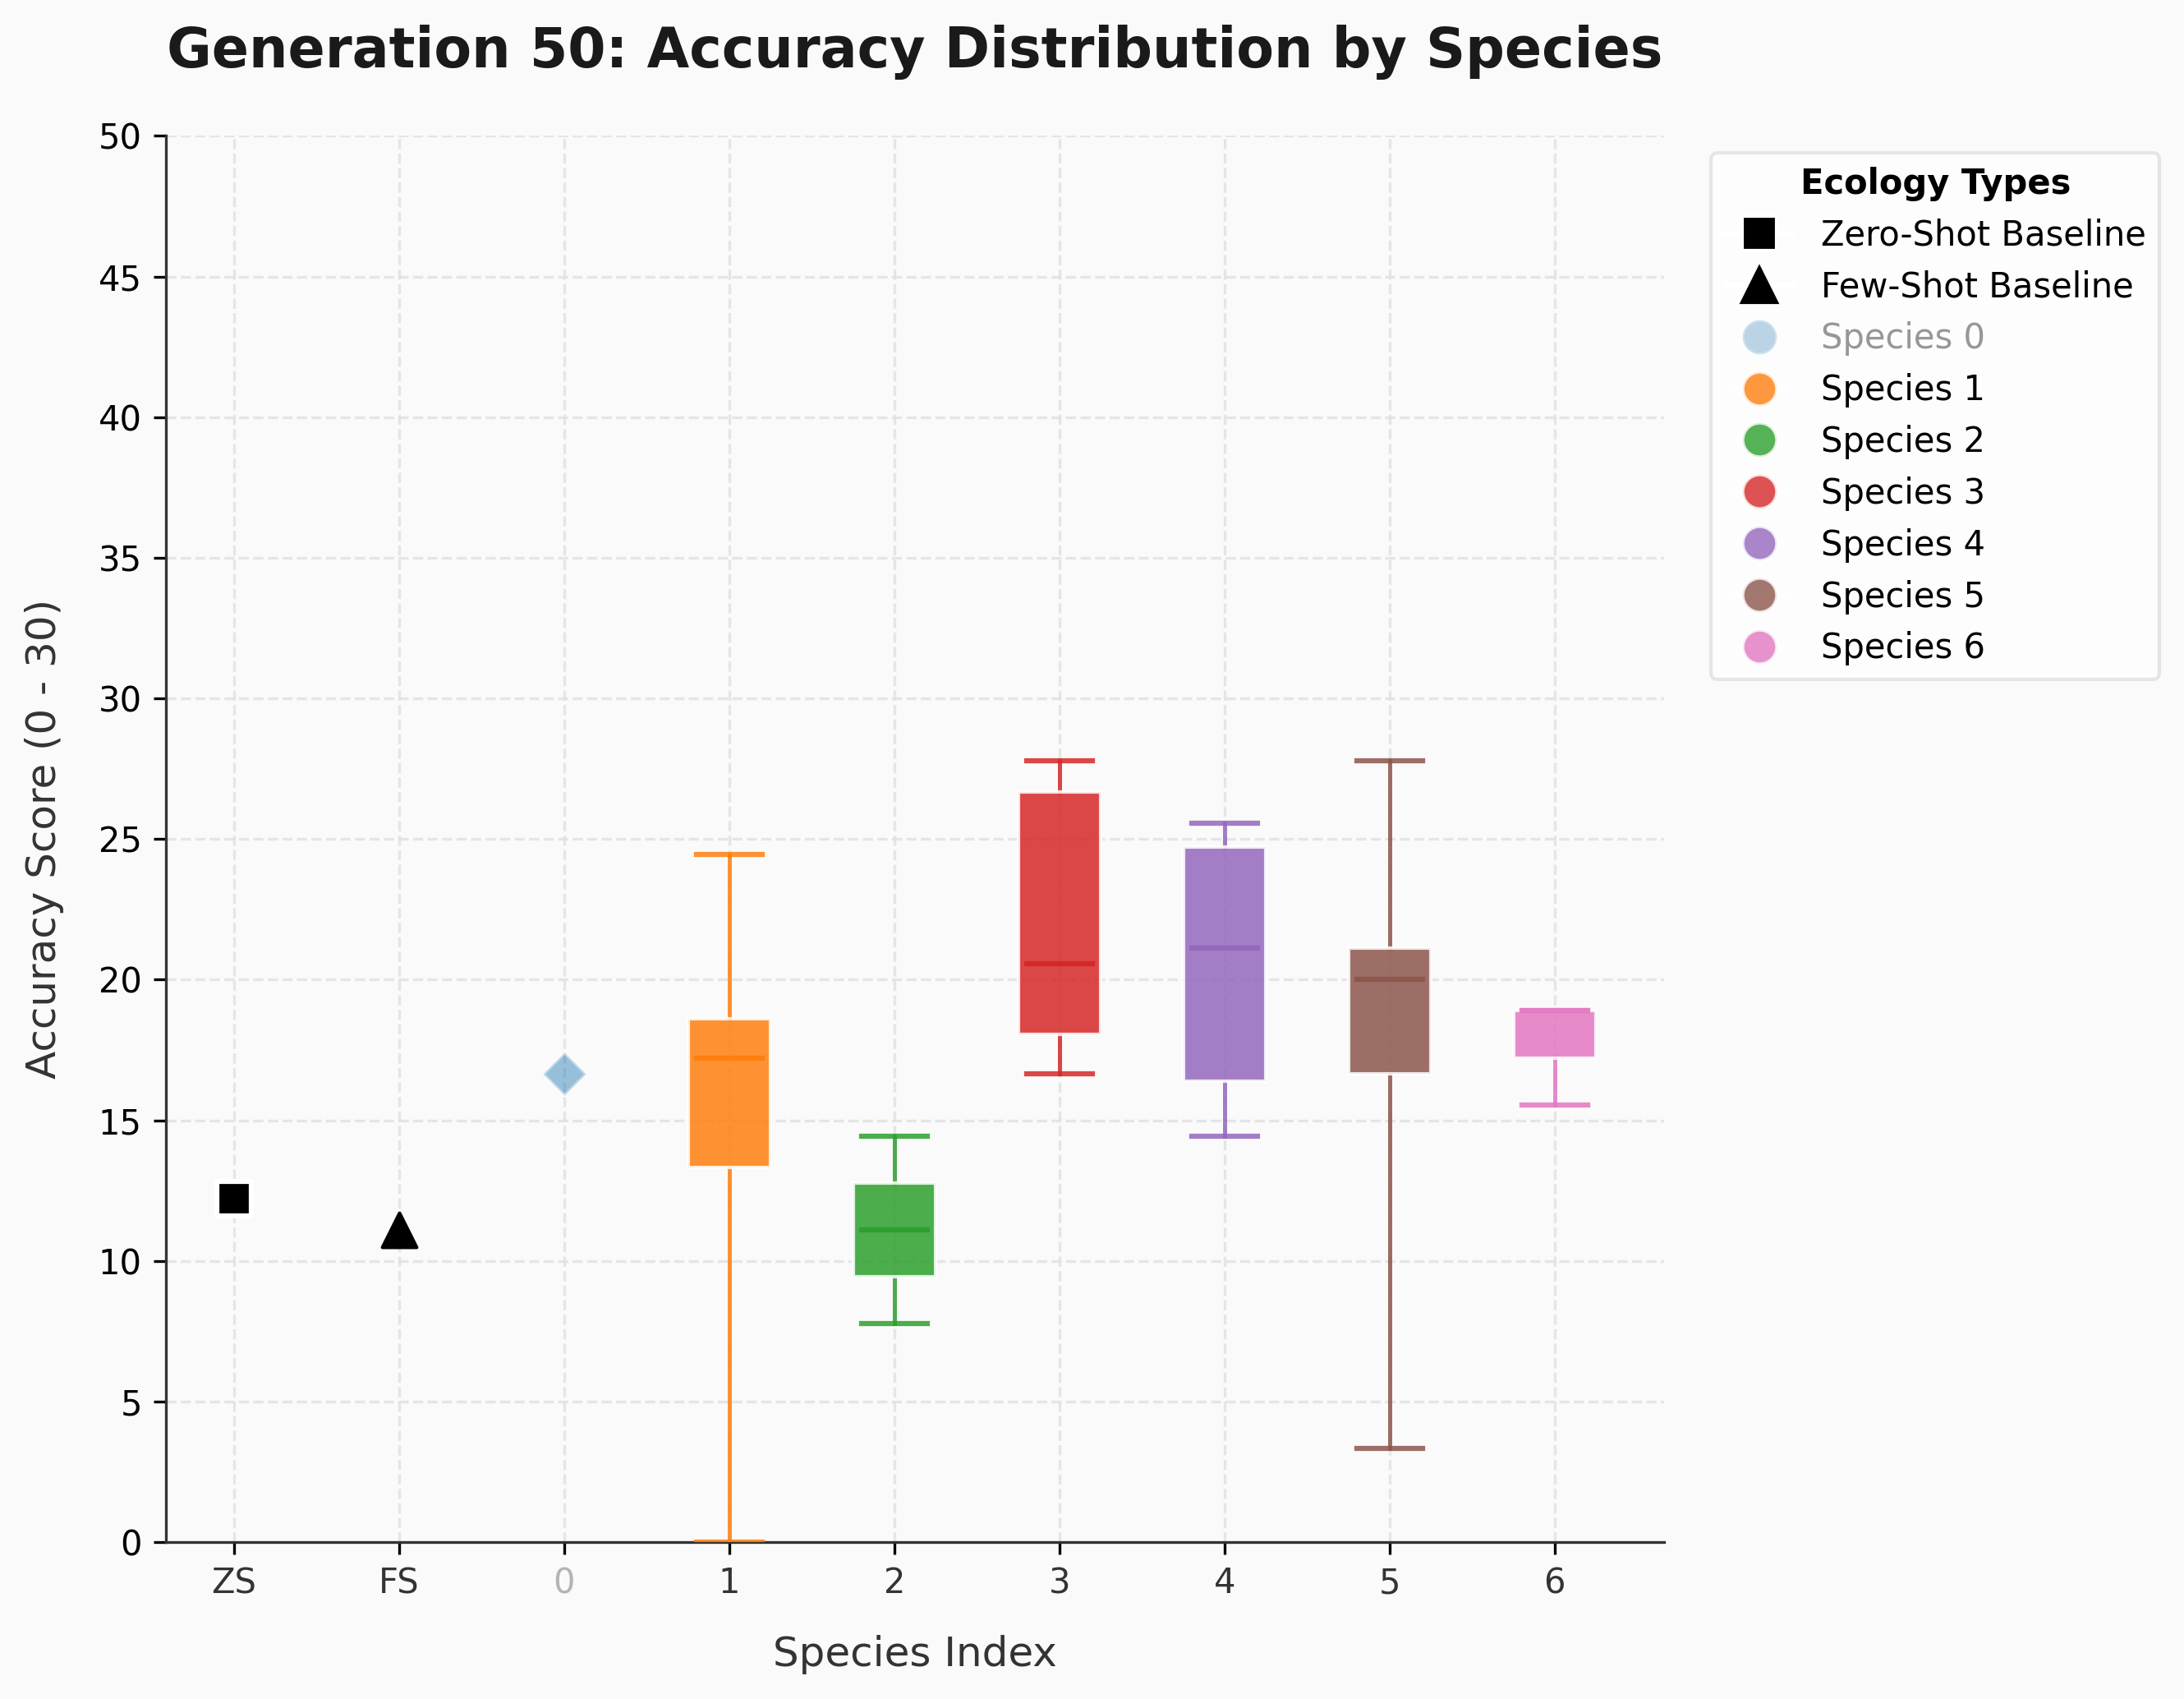 Generation 50: Accuracy Distribution by Species
50
45
40
35
30
25
20
15
10
5
0
Accuracy Score (0 - 30)
ZS FS 0 1 2 3 4 5 6
Species Index
Ecology Types
Zero-Shot Baseline
Few-Shot Baseline
Species 0
Species 1
Species 2
Species 3
Species 4
Species 5
Species 6